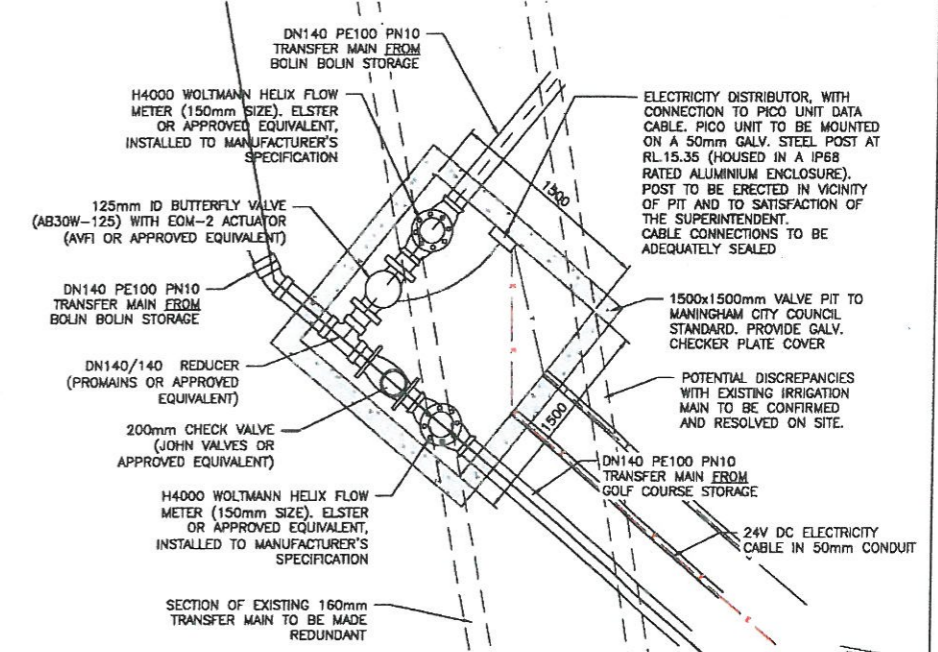 DN140 PE100 PN10
TRANSFER MAIN FROM
BOLIN BOLIN STORAGE
H4000 WOLTMANN HELIX FLOW
METER (150mm SIZE). ELSTER
OR APPROVED EQUIVALENT,
INSTALLED TO MANUFACTURER'S
SPECIFICATION
125mm ID BUTTERFLY VALVE
(AB30W-125) WITH EOM-2 ACTUATOR
(AVFI OR APPROVED EQUIVALENT)
DN140 PE100 PN10
TRANSFER MAIN FROM
BOLIN BOLIN STORAGE
DN140/140 REDUCER
(PROMAINS OR APPROVED
EQUIVALENT)
200mm CHECK VALVE
(JOHN VALVES OR
APPROVED EQUIVALENT)
H4000 WOLTMANN HELIX FLOW
METER (150mm SIZE). ELSTER
OR APPROVED EQUIVALENT,
INSTALLED TO MANUFACTURER'S
SPECIFICATION
SECTION OF EXISTING 160mm
TRANSFER MAIN TO BE MADE
REDUNDANT
1500
1500
ELECTRICITY DISTRIBUTOR, WITH
CONNECTION TO PICO UNIT DATA
CABLE. PICO UNIT TO BE MOUNTED
ON A 50mm GALV. STEEL POST AT
RL.15.35 (HOUSED IN A IP68
RATED ALUMINIUM ENCLOSURE).
POST TO BE ERECTED IN VICINITY
OF PIT AND TO SATISFACTION OF
THE SUPERINTENDENT.
CABLE CONNECTIONS TO BE
ADEQUATELY SEALED
1500x1500mm VALVE PIT TO
MANINGHAM CITY COUNCIL
STANDARD. PROVIDE GALV.
CHECKER PLATE COVER
POTENTIAL DISCREPANCIES
WITH EXISTING IRRIGATION
MAIN TO BE CONFIRMED
AND RESOLVED ON SITE.
DN140 PE100 PN10
TRANSFER MAIN FROM
GOLF COURSE STORAGE
24V DC ELECTRICITY
CABLE IN 50mm CONDUIT